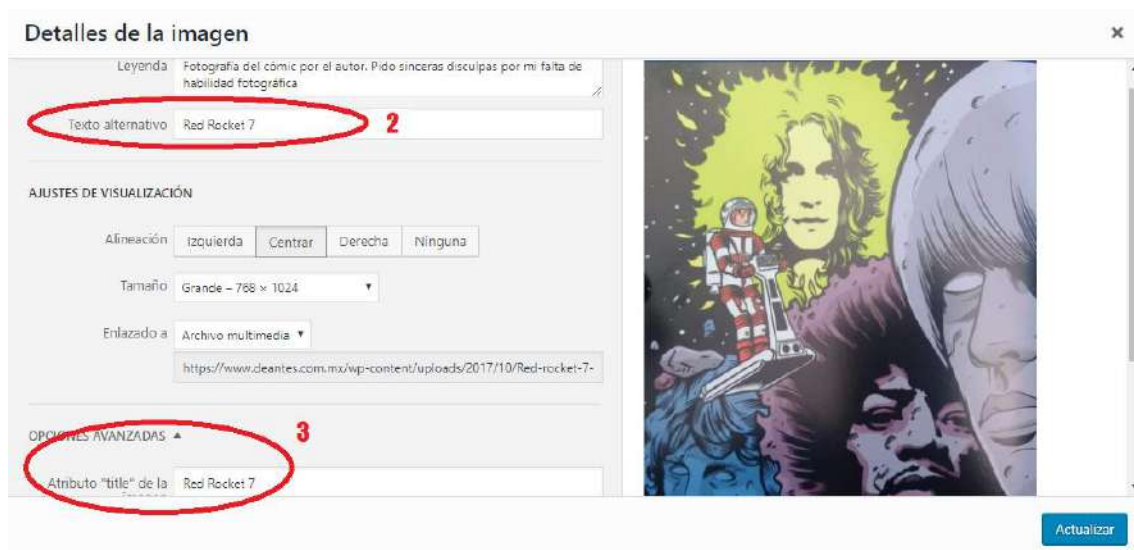 Detalles de la imagen
×
Leyenda Fotografía del cómic por el autor. Pido sinceras disculpas por mi falta de
habilidad fotográfica
Texto alternativo Red Rocket 7 2
AJUSTES DE VISUALIZACIÓN
Alineación Izquierda Centrar Derecha Ninguna
Tamaño Grande – 768 × 1024
Enlazado a Archivo multimedia
https://www.deantes.com.mx/wp-content/uploads/2017/10/Red-rocket-7-
OPCIONES AVANZADAS 3
Atributo "title" de la Red Rocket 7
imagen
Actualizar